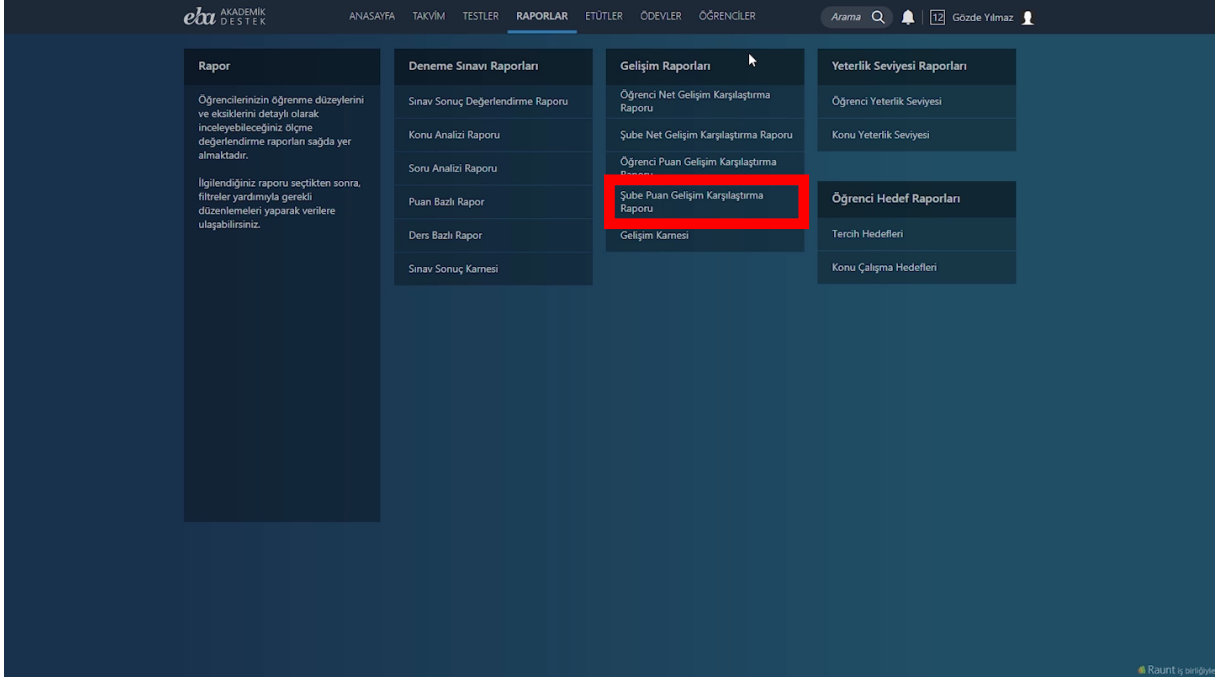 eba AKADEMİK
DESTEK
ANASAYFA TAKVİM TESTLER RAPORLAR ETÜTLER ÖDEVLER ÖĞRENCİLER Arama 12 Gözde Yılmaz
Rapor
Öğrencilerinizin öğrenme düzeylerini
ve eksiklerini detaylı olarak
inceleyebileceğiniz ölçme
değerlendirme raporları sağda yer
almaktadır.
İlgilendiğiniz raporu seçtikten sonra,
filtreler yardımıyla gerekli
düzenlemeleri yaparak verilere
ulaşabilirsiniz.
Deneme Sınavı Raporları
Sınav Sonuç Değerlendirme Raporu
Konu Analizi Raporu
Soru Analizi Raporu
Puan Bazlı Rapor
Ders Bazlı Rapor
Sınav Sonuç Karnesi
Gelişim Raporları
Öğrenci Net Gelişim Karşılaştırma
Raporu
Şube Net Gelişim Karşılaştırma Raporu
Öğrenci Puan Gelişim Karşılaştırma
Raporu
Şube Puan Gelişim Karşılaştırma
Raporu
Gelişim Karnesi
Yeterlik Seviyesi Raporları
Öğrenci Yeterlik Seviyesi
Konu Yeterlik Seviyesi
Öğrenci Hedef Raporları
Tercih Hedefleri
Konu Çalışma Hedefleri
Raunt iş birliğiyle